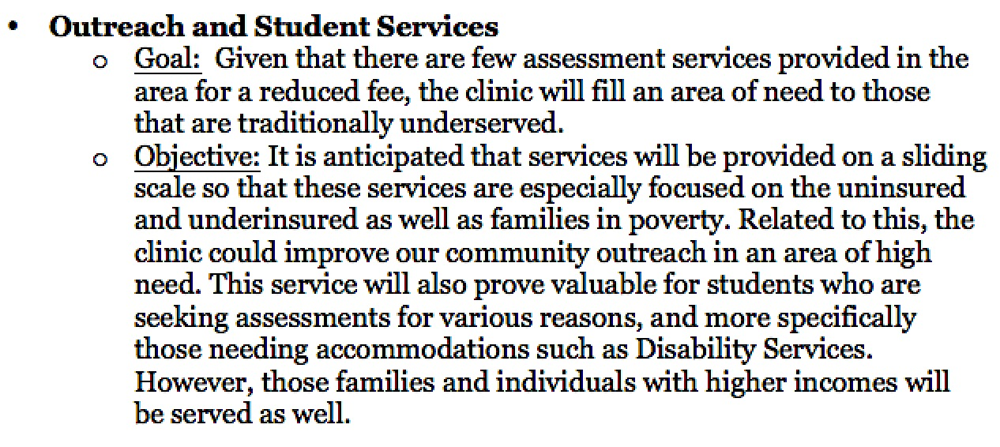 • Outreach and Student Services
o Goal:  Given that there are few assessment services provided in the
area for a reduced fee, the clinic will fill an area of need to those
that are traditionally underserved.
o Objective: It is anticipated that services will be provided on a sliding
scale so that these services are especially focused on the uninsured
and underinsured as well as families in poverty. Related to this, the
clinic could improve our community outreach in an area of high
need. This service will also prove valuable for students who are
seeking assessments for various reasons, and more specifically
those needing accommodations such as Disability Services.
However, those families and individuals with higher incomes will
be served as well.